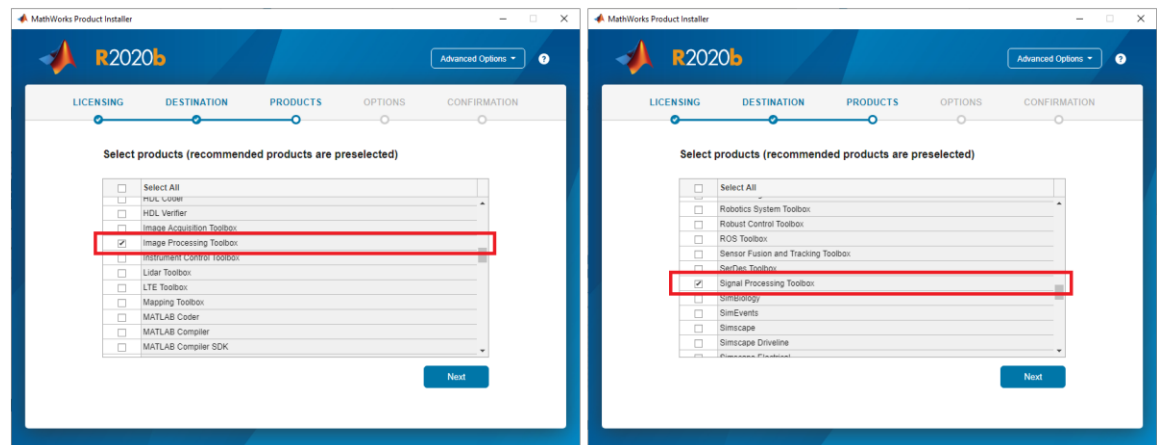 MathWorks Product Installer
R2020b
Advanced Options
?
LICENSING DESTINATION PRODUCTS OPTIONS CONFIRMATION
Select products (recommended products are preselected)
Select All
HDL Coder
HDL Verifier
Image Acquisition Toolbox
Image Processing Toolbox
Instrument Control Toolbox
Lidar Toolbox
LTE Toolbox
Mapping Toolbox
MATLAB Coder
MATLAB Compiler
MATLAB Compiler SDK
Next
MathWorks Product Installer
R2020b
Advanced Options
?
LICENSING DESTINATION PRODUCTS OPTIONS CONFIRMATION
Select products (recommended products are preselected)
Select All
Robotics System Toolbox
Robust Control Toolbox
ROS Toolbox
Sensor Fusion and Tracking Toolbox
SerDes Toolbox
Signal Processing Toolbox
SimBiology
SimEvents
Simscape
Simscape Driveline
Simscape Electrical
Next